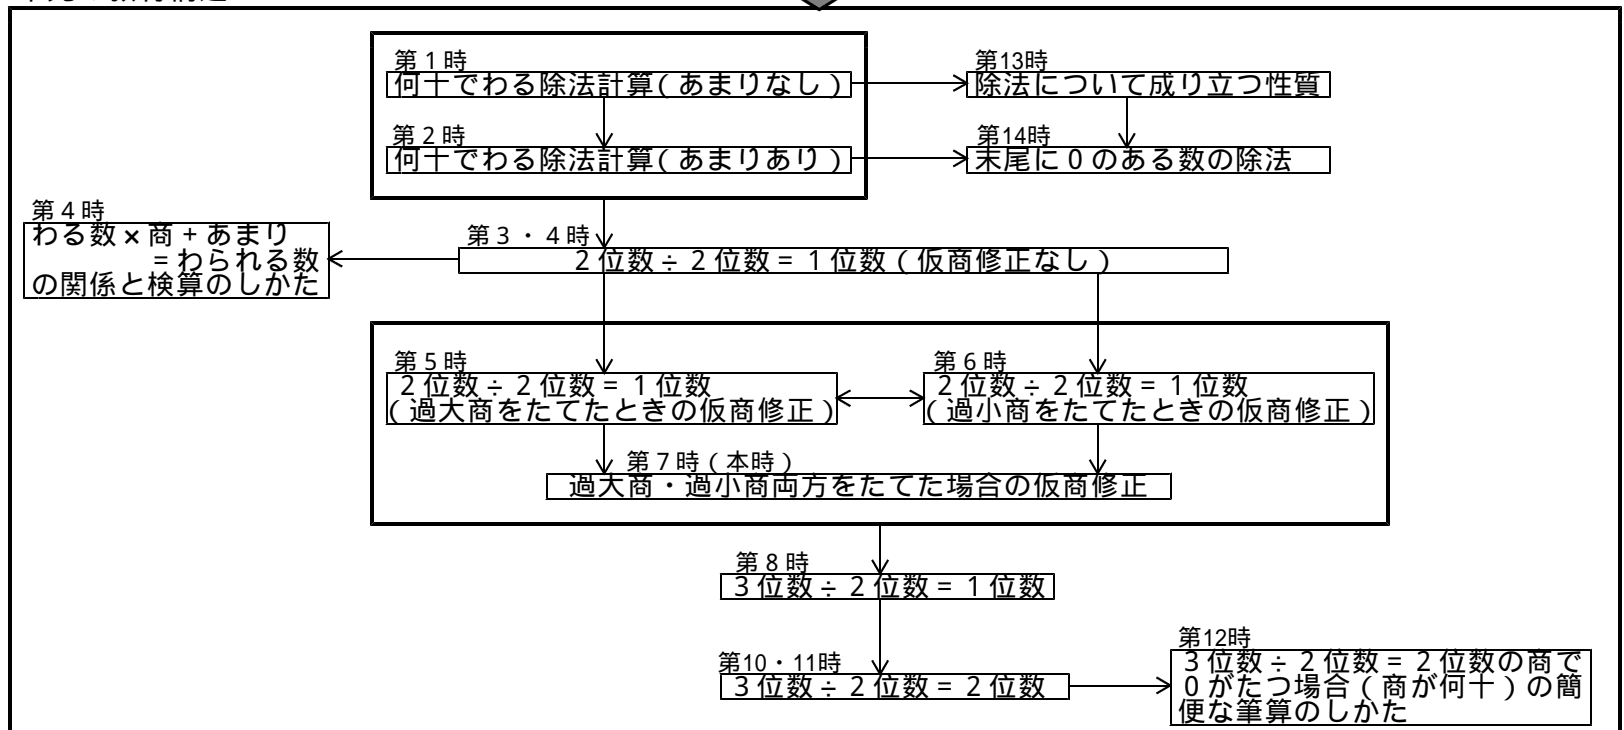 第1時
何十でわる除法計算(あまりなし)
第13時
除法について成り立つ性質
第2時
何十でわる除法計算(あまりあり)
第14時
末尾に0のある数の除法
第4時
わる数×商+あまり
=わられる数
の関係と検算のしかた
第3・4時
2位数÷2位数=1位数(仮商修正なし)
第5時
2位数÷2位数=1位数
(過大商をたてたときの仮商修正)
第6時
2位数÷2位数=1位数
(過小商をたてたときの仮商修正)
第7時(本時)
過大商・過小商両方をたてた場合の仮商修正
第8時
3位数÷2位数=1位数
第10・11時
3位数÷2位数=2位数
第12時
3位数÷2位数=2位数の商で
0がたつ場合(商が何十)の簡
便な筆算のしかた